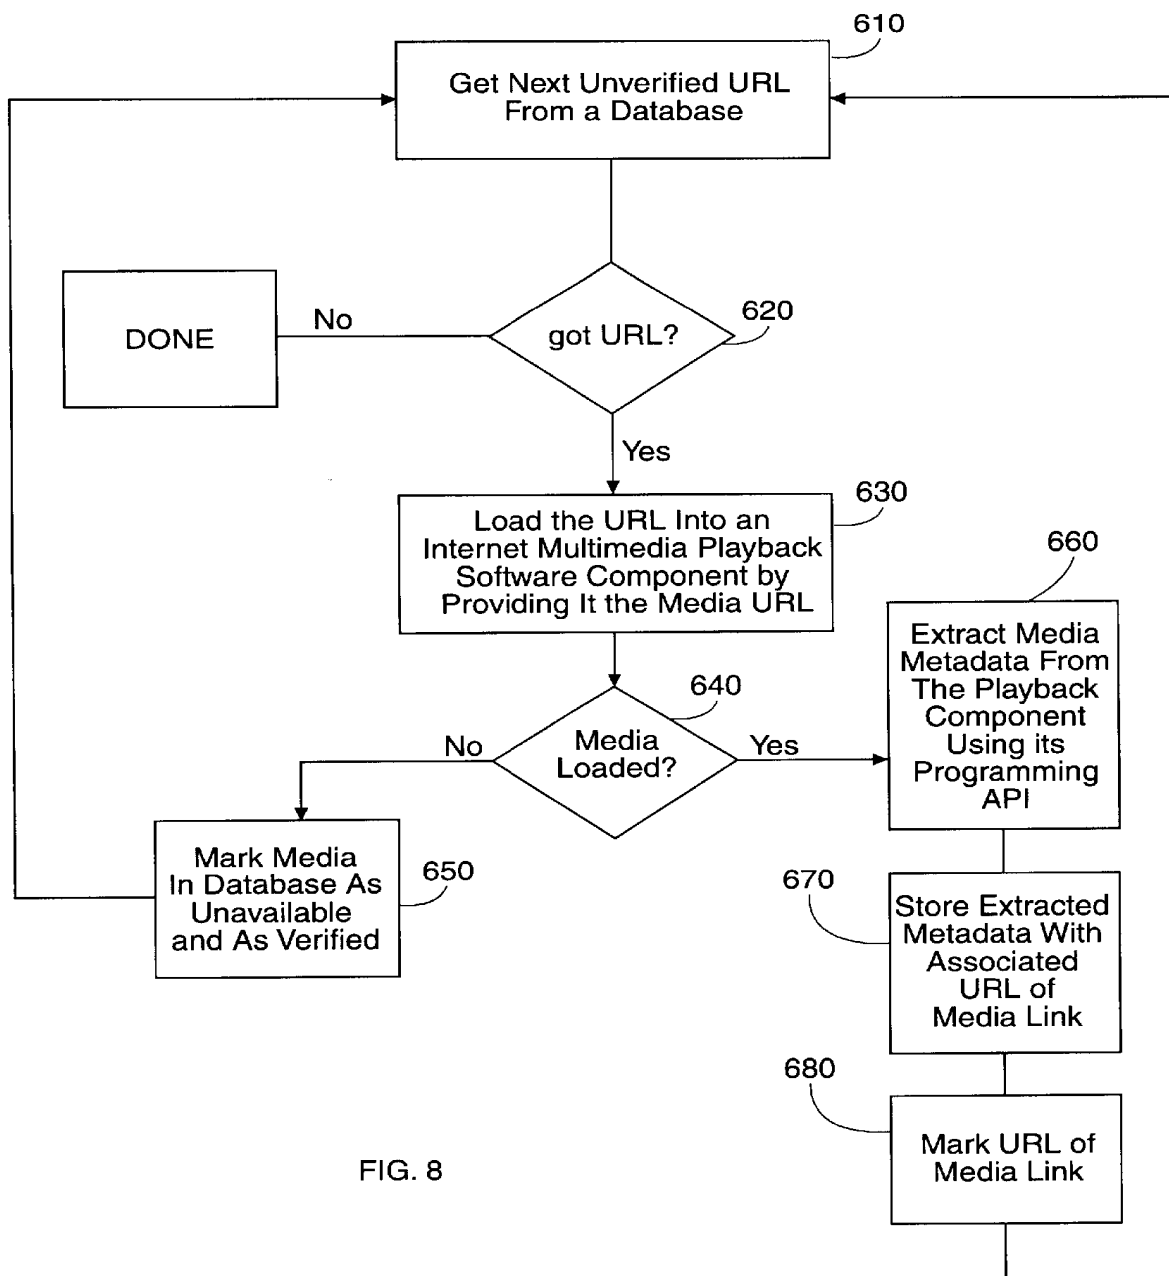 610
Get Next Unverified URL
From a Database
620
got URL?
No
DONE
Yes
630
Load the URL Into an
Internet Multimedia Playback
Software Component by
Providing It the Media URL
640
Media
Loaded?
No
Yes
650
Mark Media
In Database As
Unavailable
and As Verified
660
Extract Media
Metadata From
The Playback
Component
Using its
Programming
API
670
Store Extracted
Metadata With
Associated
URL of
Media Link
680
Mark URL of
Media Link
FIG. 8